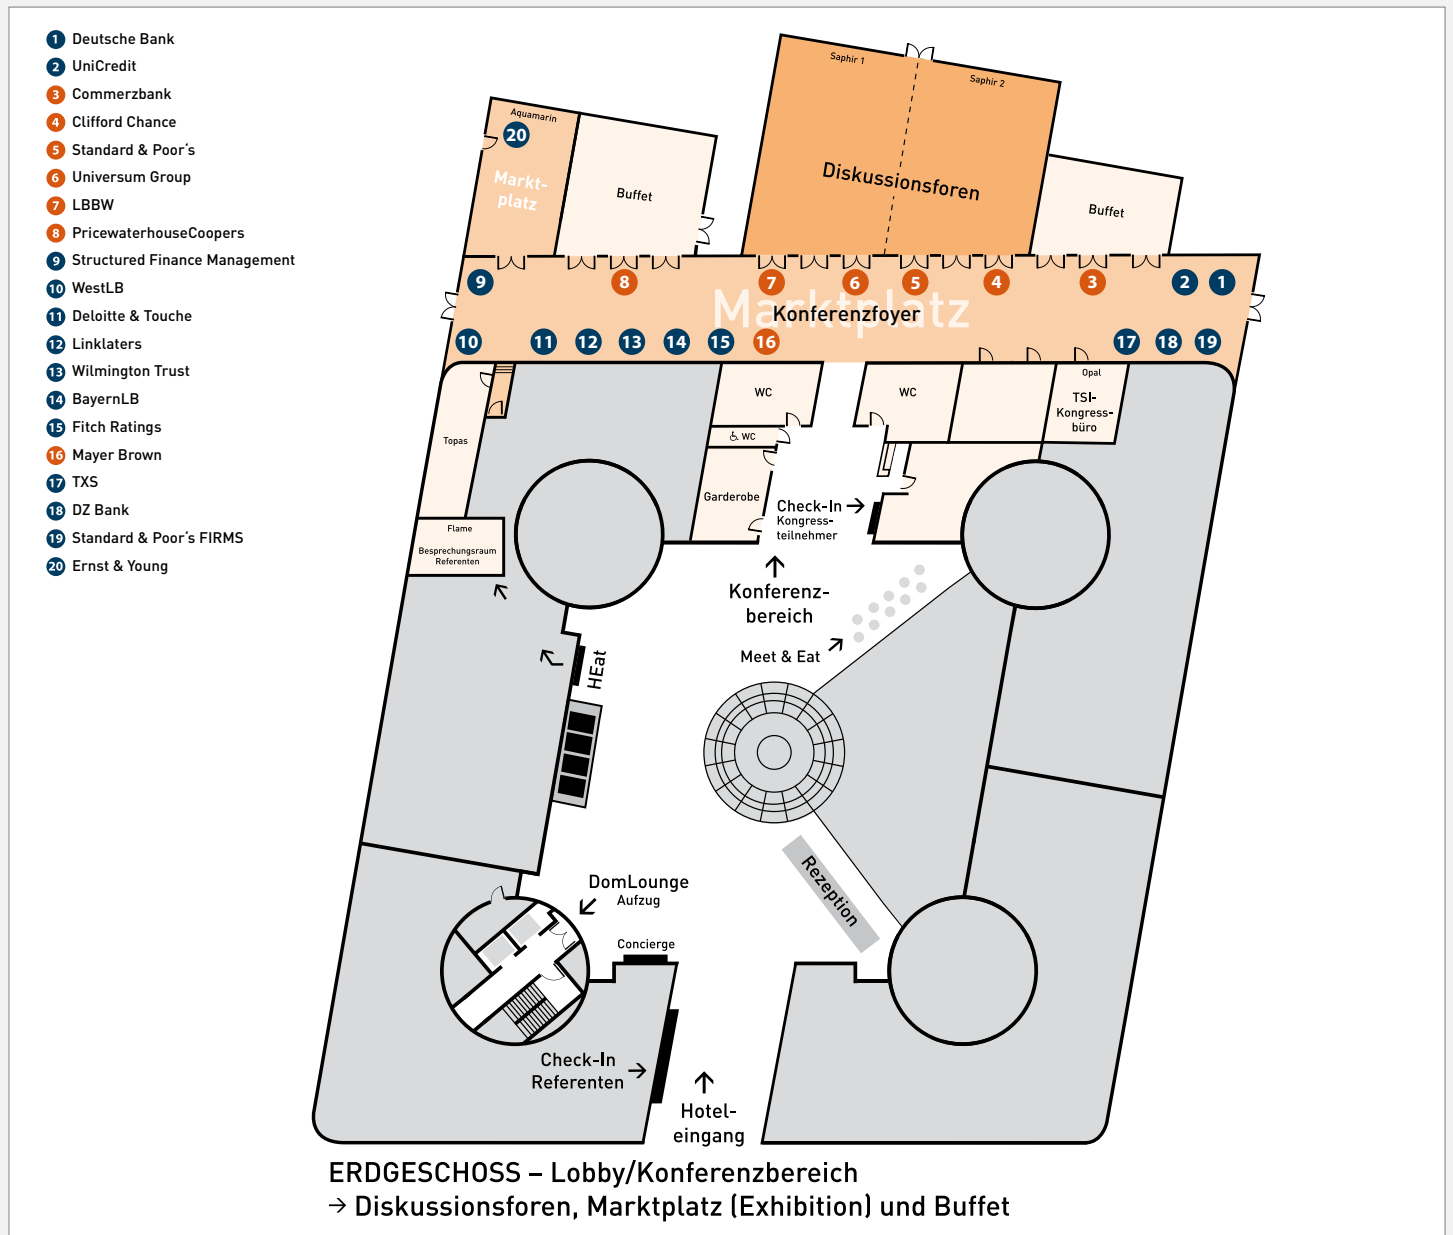 1 Deutsche Bank
2 UniCredit
3 Commerzbank
4 Clifford Chance
5 Standard & Poor´s
6 Universum Group
7 LBBW
8 PricewaterhouseCoopers
9 Structured Finance Management
10 WestLB
11 Deloitte & Touche
12 Linklaters
13 Wilmington Trust
14 BayernLB
15 Fitch Ratings
16 Mayer Brown
17 TXS
18 DZ Bank
19 Standard & Poor´s FIRMS
20 Ernst & Young
Saphir 1
Saphir 2
Aquamarin
20
Markt-
platz
Buffet
Diskussionsforen
Buffet
9 8 7 6 5 4 3 2 1
Marktplatz
Konferenzfoyer
10 11 12 13 14 15 16 17 18 19
WC
WC
Opal
TSI-
Kongress-
büro
WC
Topas
Garderobe
Check-In →
Kongress-
teilnehmer
Flame
Besprechungsraum
Referenten
Konferenz-
bereich
Meet & Eat
HEat
Rezeption
DomLounge
Aufzug
Concierge
Check-In
Referenten →
Hotel-
eingang
ERDGESCHOSS – Lobby/Konferenzbereich
→ Diskussionsforen, Marktplatz (Exhibition) und Buffet